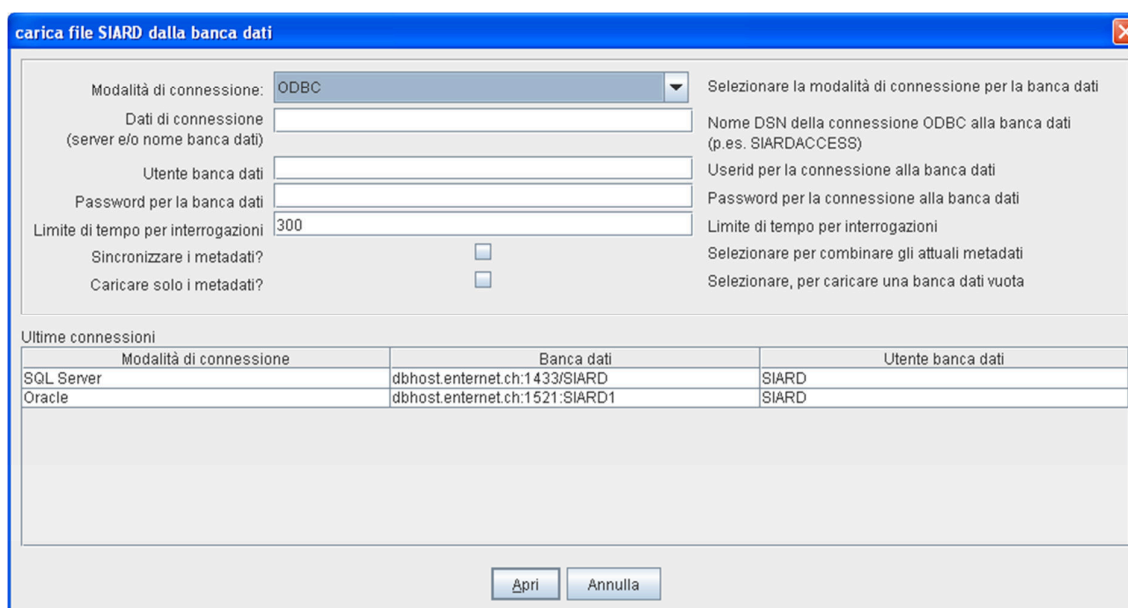 carica file SIARD dalla banca dati
Modalità di connessione: ODBC Selezionare la modalità di connessione per la banca dati
Dati di connessione
(server e/o nome banca dati)
Nome DSN della connessione ODBC alla banca dati
(p.es. SIARDACCESS)
Utente banca dati Userid per la connessione alla banca dati
Password per la banca dati Password per la connessione alla banca dati
Limite di tempo per interrogazioni 300 Limite di tempo per interrogazioni
Sincronizzare i metadati? Selezionare per combinare gli attuali metadati
Caricare solo i metadati? Selezionare, per caricare una banca dati vuota
Ultime connessioni
Modalità di connessione Banca dati Utente banca dati
SQL Server dbhost.enternet.ch:1433/SIARD SIARD
Oracle dbhost.enternet.ch:1521:SIARD1 SIARD
Apri Annulla